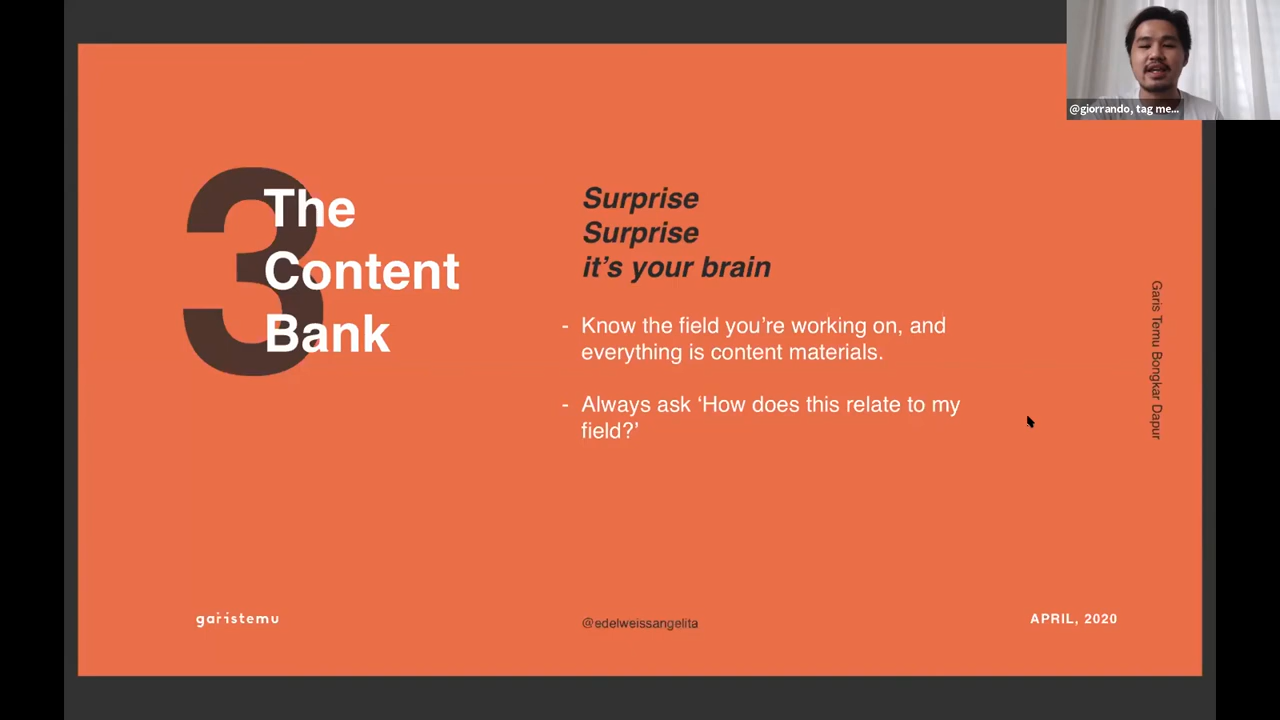 @giorrando, tag me...
3
The
Content
Bank
Surprise
Surprise
it’s your brain
- Know the field you’re working on, and
everything is content materials.
- Always ask ‘How does this relate to my
field?’
Garis Temu Bongkar Dapur
garistemu
@edelweissangelita
APRIL, 2020